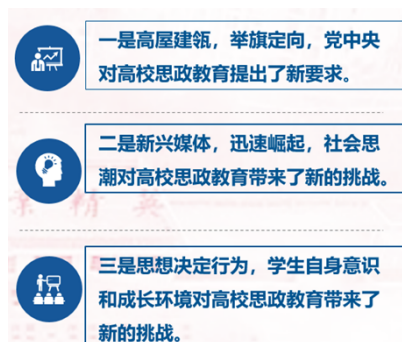 一是高屋建瓴，举旗定向，党中央
对高校思政教育提出了新要求。
二是新兴媒体，迅速崛起，社会思
潮对高校思政教育带来了新的挑战。
三是思想决定行为，学生自身意识
和成长环境对高校思政教育带来了
新的挑战。